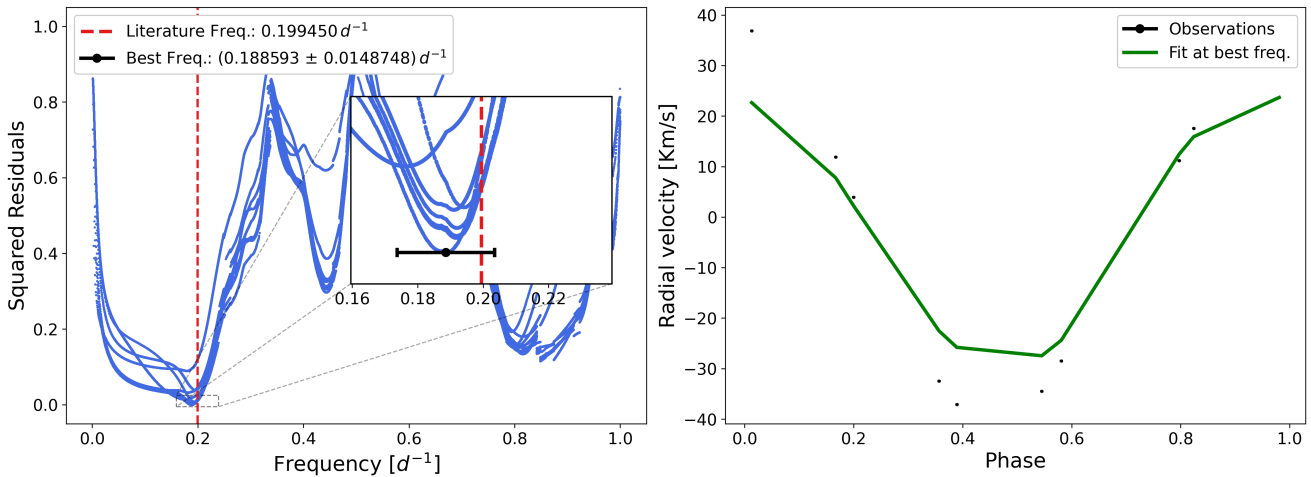 1.0
0.8
0.6
0.4
0.2
0.0
Squared Residuals
Literature Freq.: 0.199450 d⁻¹
Best Freq.: (0.188593 ± 0.0148748) d⁻¹
0.16 0.18 0.20 0.22
0.0 0.2 0.4 0.6 0.8 1.0
Frequency [d⁻¹]
40
30
20
10
0
−10
−20
−30
−40
Radial velocity [Km/s]
Observations
Fit at best freq.
0.0 0.2 0.4 0.6 0.8 1.0
Phase